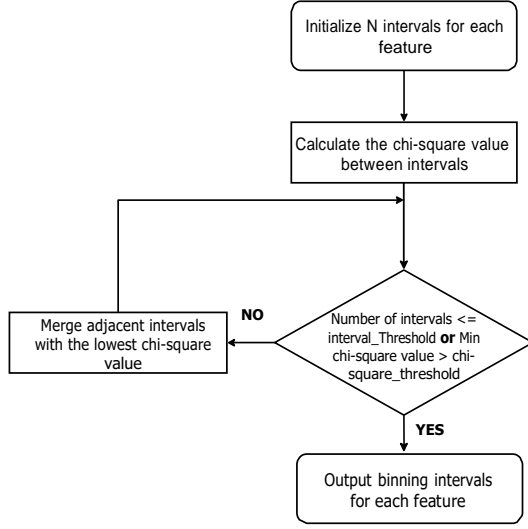 Initialize N intervals for each
feature
Calculate the chi-square value
between intervals
Number of intervals <=
interval_Threshold or Min
chi-square value > chi-
square_threshold
NO
Merge adjacent intervals
with the lowest chi-square
value
YES
Output binning intervals
for each feature